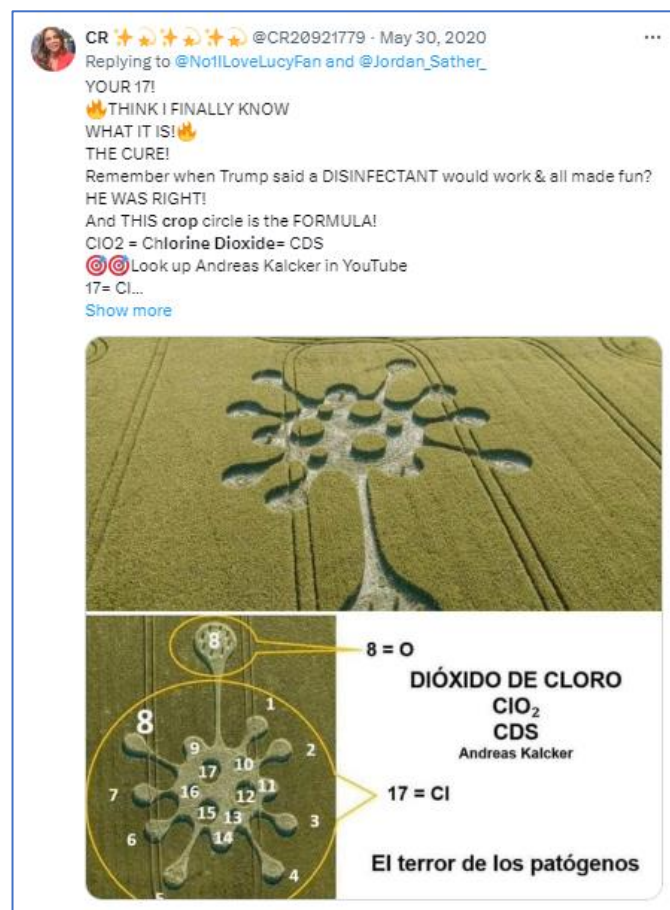 CR ✨💫✨💫✨💫 @CR20921779 · May 30, 2020
Replying to @No1ILoveLucyFan and @Jordan_Sather_
YOUR 17!
🔥THINK I FINALLY KNOW
WHAT IT IS!🔥
THE CURE!
Remember when Trump said a DISINFECTANT would work & all made fun?
HE WAS RIGHT!
And THIS crop circle is the FORMULA!
ClO2 = Chlorine Dioxide= CDS
🎯🎯Look up Andreas Kalcker in YouTube
17= Cl...
Show more
8
8 = O
DIÓXIDO DE CLORO
ClO₂
CDS
Andreas Kalcker
8
1
9
10
2
17
7
16
11
12
17 = Cl
15
13
3
6
14
El terror de los patógenos
4
5